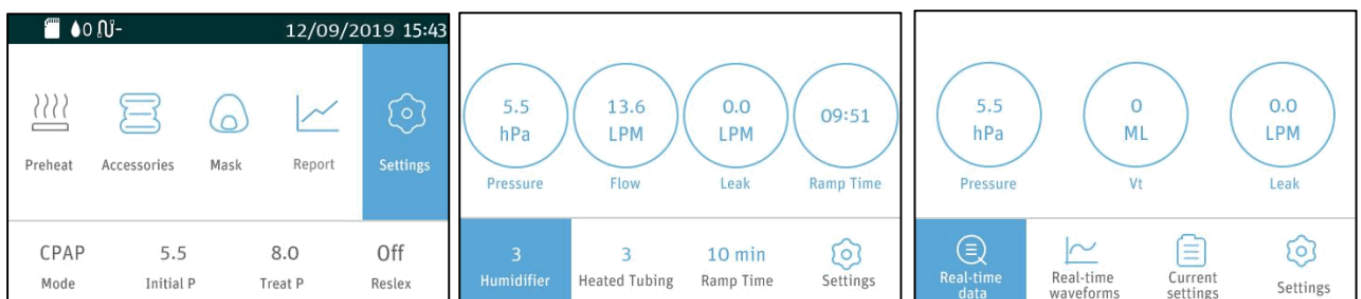 0 - 12/09/2019 15:43
Preheat Accessories Mask Report Settings
CPAP 5.5 8.0 Off
Mode Initial P Treat P Reslex
5.5 13.6 0.0 09:51
hPa LPM LPM
Pressure Flow Leak Ramp Time
3 3 10 min
Humidifier Heated Tubing Ramp Time Settings
5.5 0 0.0
hPa ML LPM
Pressure Vt Leak
Real-time Real-time Current Settings
data waveforms settings